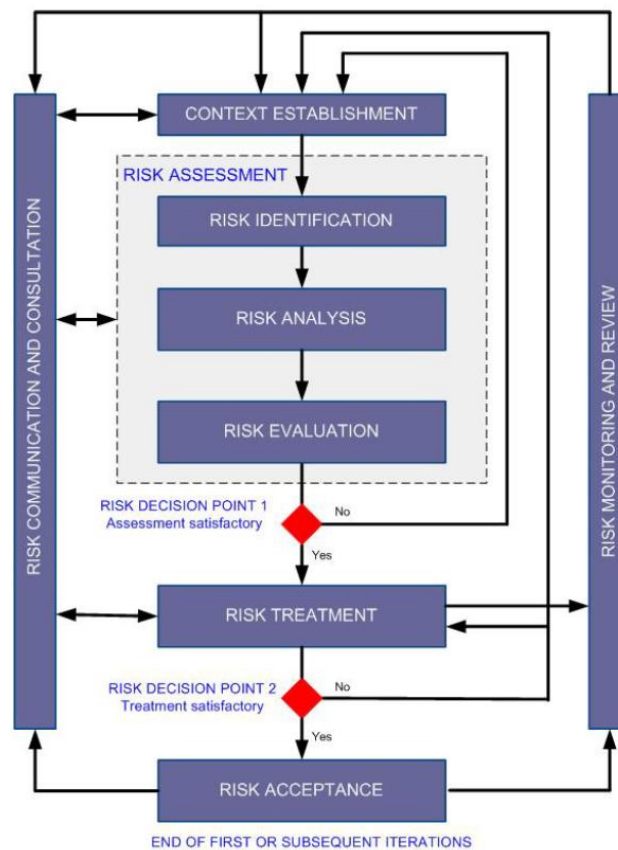 CONTEXT ESTABLISHMENT
RISK ASSESSMENT
RISK IDENTIFICATION
RISK ANALYSIS
RISK EVALUATION
RISK COMMUNICATION AND CONSULTATION
RISK MONITORING AND REVIEW
RISK DECISION POINT 1
Assessment satisfactory
No
Yes
RISK TREATMENT
RISK DECISION POINT 2
Treatment satisfactory
No
Yes
RISK ACCEPTANCE
END OF FIRST OR SUBSEQUENT ITERATIONS